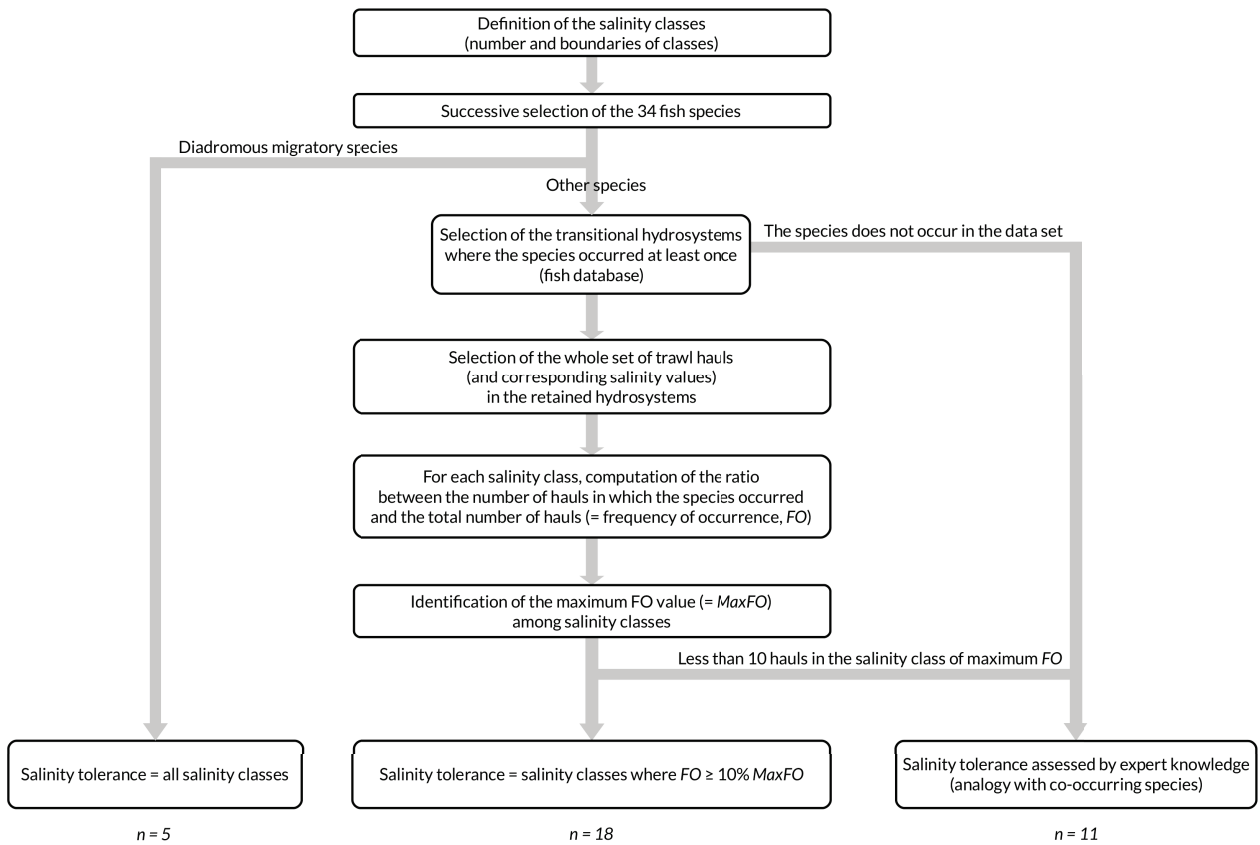 Definition of the salinity classes
(number and boundaries of classes)
Successive selection of the 34 fish species
Diadromous migratory species
Other species
Selection of the transitional hydrosystems
where the species occurred at least once
(fish database)
The species does not occur in the data set
Selection of the whole set of trawl hauls
(and corresponding salinity values)
in the retained hydrosystems
For each salinity class, computation of the ratio
between the number of hauls in which the species occurred
and the total number of hauls (= frequency of occurrence, FO)
Identification of the maximum FO value (= MaxFO)
among salinity classes
Less than 10 hauls in the salinity class of maximum FO
Salinity tolerance = all salinity classes
Salinity tolerance = salinity classes where FO ≥ 10% MaxFO
Salinity tolerance assessed by expert knowledge
(analogy with co-occurring species)
n = 5
n = 18
n = 11